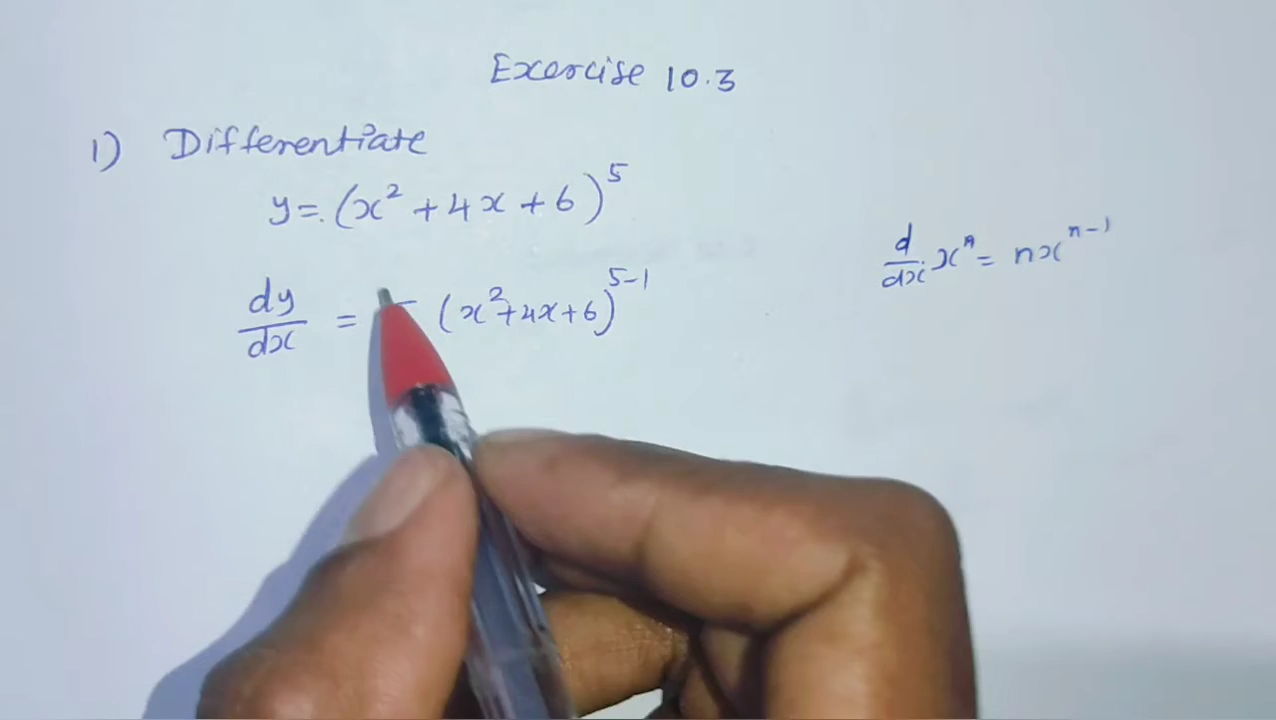 Exercise 10.3
1) Differentiate
y = (x² + 4x + 6)⁵
d/dx xⁿ = nxⁿ⁻¹
dy/dx = (x² + 4x + 6)⁵⁻¹